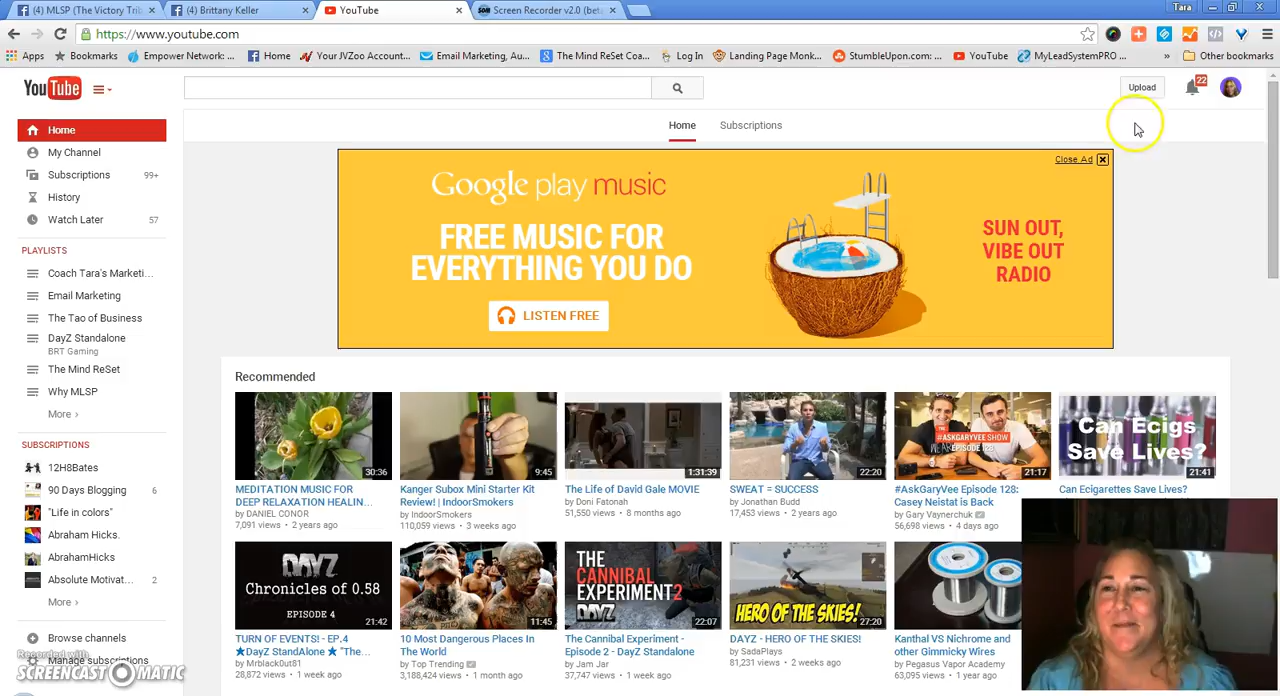 (4) MLSP (The Victory Trib
(4) Brittany Keller
YouTube
Screen Recorder v2.0 (beta
Tara
https://www.youtube.com
Apps
Bookmarks
Empower Network: ...
Home
Your JVZoo Account...
Email Marketing, Au...
The Mind ReSet Coa...
Log In
Landing Page Monk...
StumbleUpon.com: ...
YouTube
MyLeadSystemPRO ...
»
Other bookmarks
YouTube
Upload
22
Home
My Channel
Subscriptions 99+
History
Watch Later 57
PLAYLISTS
Coach Tara's Marketi...
Email Marketing
The Tao of Business
DayZ Standalone
BRT Gaming
The Mind ReSet
Why MLSP
More ›
SUBSCRIPTIONS
12H8Bates
90 Days Blogging 6
"Life in colors"
Abraham Hicks.
AbrahamHicks
Absolute Motivat... 2
More ›
Browse channels
Manage subscriptions
Recorded with
SCREENCAST MATIC
Home
Subscriptions
Close Ad
Google play music
FREE MUSIC FOR
EVERYTHING YOU DO
LISTEN FREE
SUN OUT,
VIBE OUT
RADIO
Recommended
30:36
MEDITATION MUSIC FOR
DEEP RELAXATION HEALIN...
by DANIEL CONOR
7,091 views • 2 years ago
9:45
Kanger Subox Mini Starter Kit
Review! | IndoorSmokers
by IndoorSmokers
110,059 views • 3 weeks ago
1:31:39
The Life of David Gale MOVIE
by Doni Fatonah
51,550 views • 8 months ago
22:20
SWEAT = SUCCESS
by Jonathan Budd
17,453 views • 2 years ago
#ASKGARYVEE SHOW
EPISODE 128
21:17
#AskGaryVee Episode 128:
Casey Neistat is Back
by Gary Vaynerchuk
56,698 views • 4 days ago
Can Ecigs
Save Lives?
21:41
Can Ecigarettes Save Lives?
DAYZ
Chronicles of 0.58
EPISODE 4
21:42
TURN OF EVENTS! - EP.4
★DayZ StandAlone ★ "The...
by Mrblack0ut81
28,872 views • 1 week ago
11:45
10 Most Dangerous Places In
The World
by Top Trending
3,188,424 views • 1 month ago
THE
CANNIBAL
EXPERIMENT 2
DAYZ
22:07
The Cannibal Experiment -
Episode 2 - DayZ Standalone
by Jam Jar
37,747 views • 1 week ago
HERO OF THE SKIES!
27:20
DAYZ - HERO OF THE SKIES!
by SadaPlays
81,231 views • 2 weeks ago
Kanthal VS Nichrome and
other Gimmicky Wires
by Pegasus Vapor Academy
63,095 views • 1 year ago